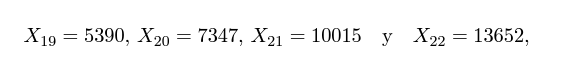 X₁₉ = 5390, X₂₀ = 7347, X₂₁ = 10015 y X₂₂ = 13652,